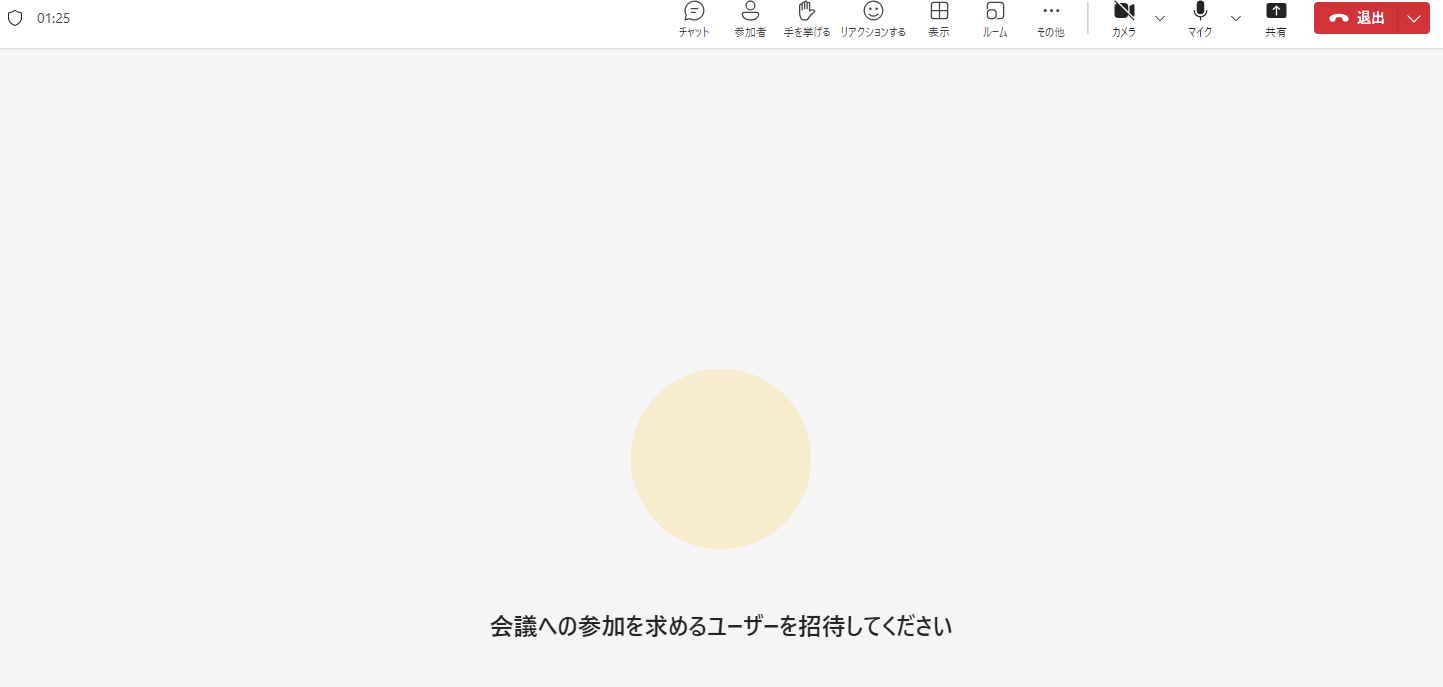 01:25
チャット
参加者
手を挙げる
リアクションする
表示
ルーム
その他
カメラ
マイク
共有
退出
会議への参加を求めるユーザーを招待してください